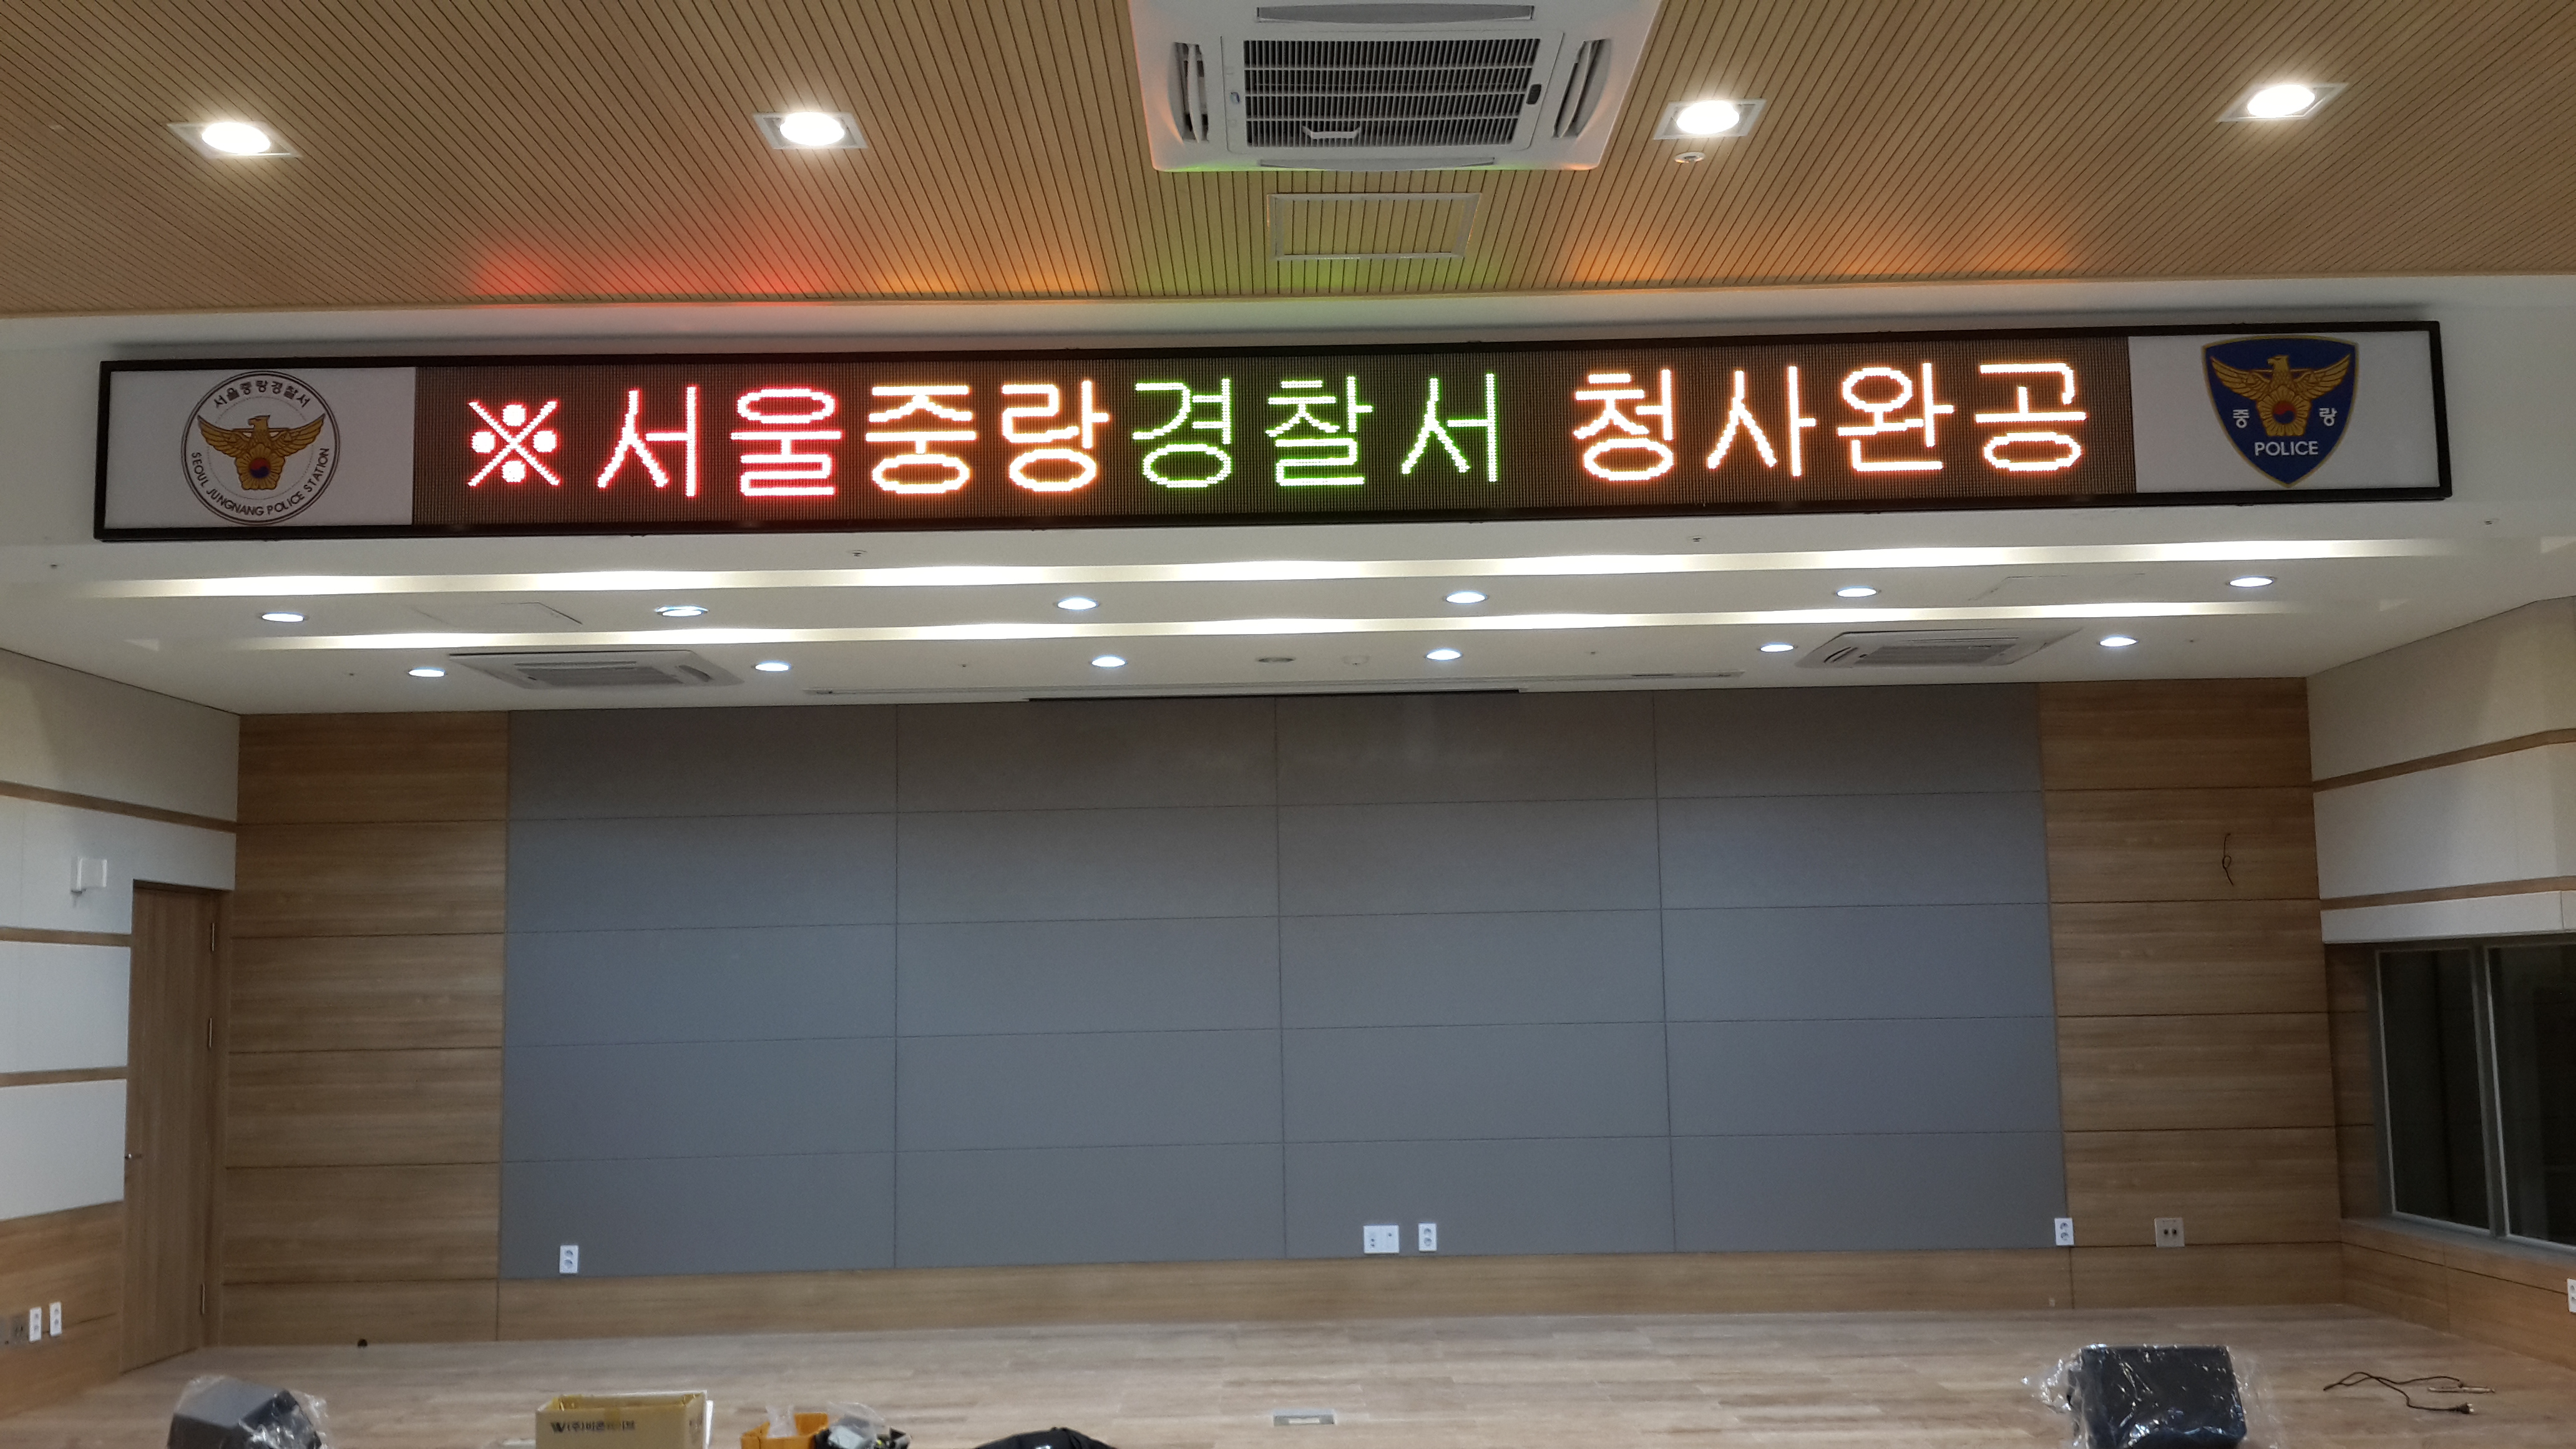 서울중랑경찰서
SEOUL JUNGNANG POLICE STATION
※서울중랑경찰서 청사완공
중 랑
POLICE